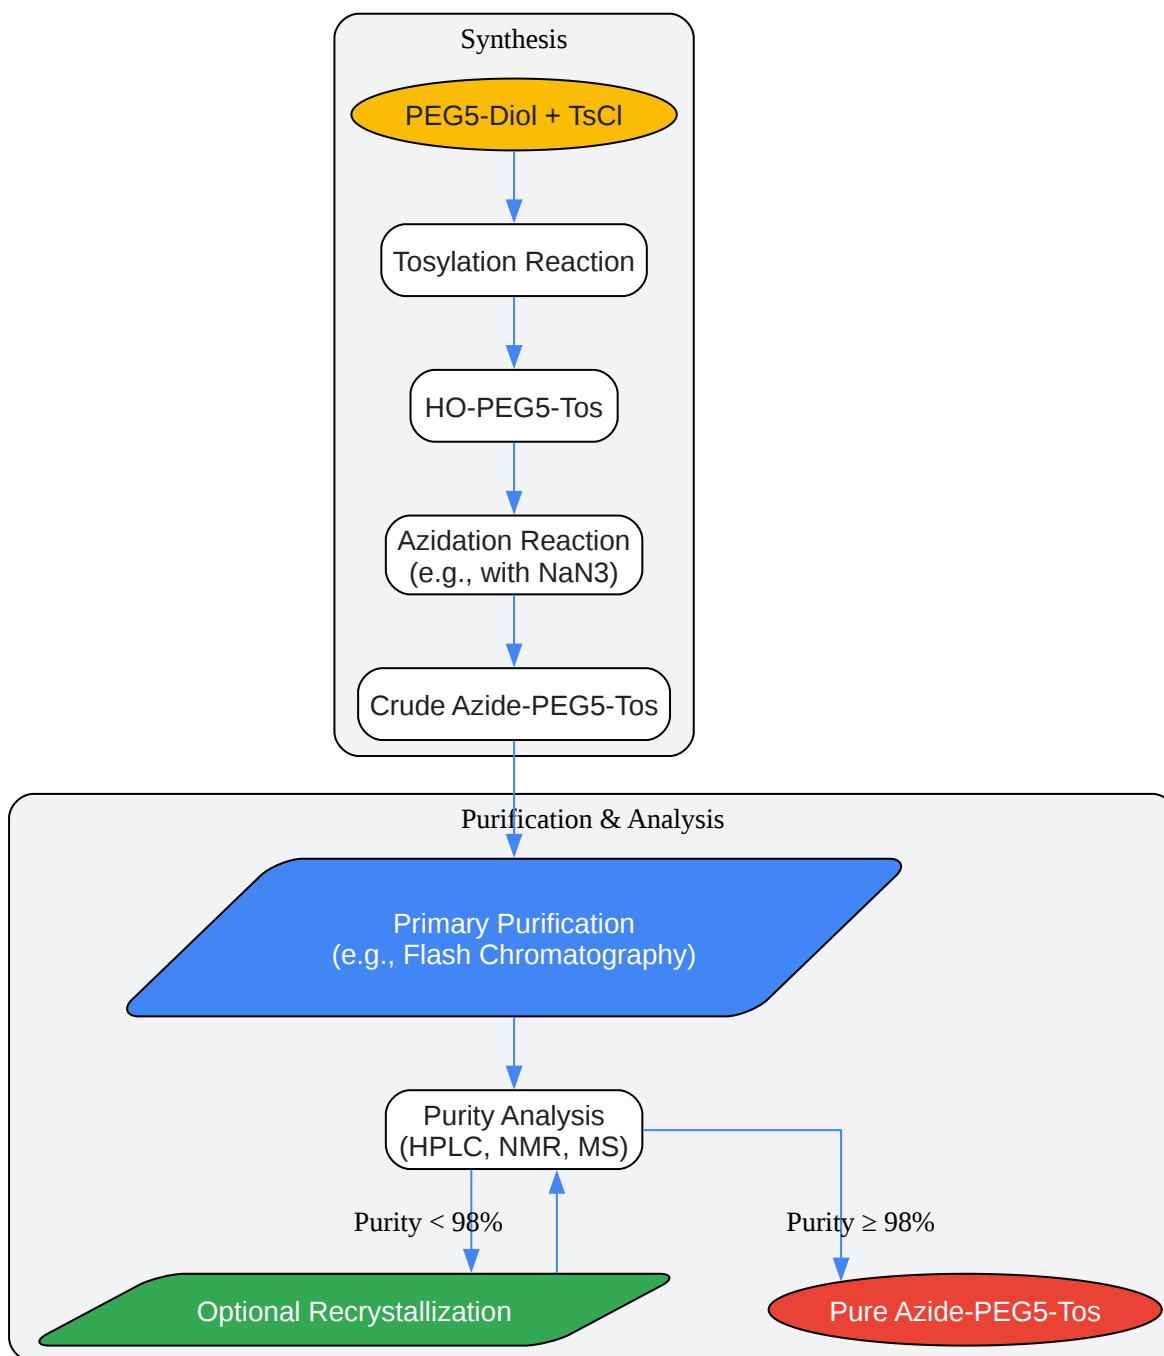 Synthesis
PEG5-Diol + TsCl
Tosylation Reaction
HO-PEG5-Tos
Azidation Reaction
(e.g., with NaN3)
Crude Azide-PEG5-Tos
Purification & Analysis
Primary Purification
(e.g., Flash Chromatography)
Purity Analysis
(HPLC, NMR, MS)
Purity < 98%
Purity ≥ 98%
Optional Recrystallization
Pure Azide-PEG5-Tos